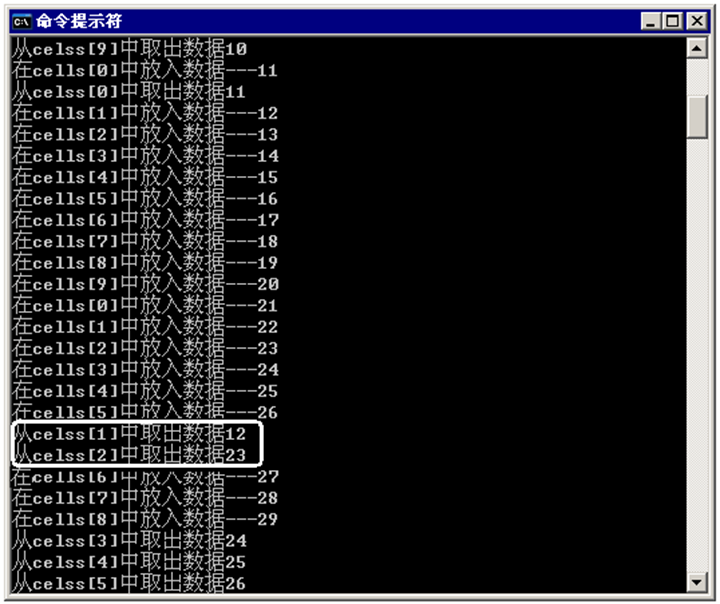 命令提示符
从celss[9]中取出数据10
在cells[0]中放入数据---11
从celss[0]中取出数据11
在cells[1]中放入数据---12
在cells[2]中放入数据---13
在cells[3]中放入数据---14
在cells[4]中放入数据---15
在cells[5]中放入数据---16
在cells[6]中放入数据---17
在cells[7]中放入数据---18
在cells[8]中放入数据---19
在cells[9]中放入数据---20
在cells[0]中放入数据---21
在cells[1]中放入数据---22
在cells[2]中放入数据---23
在cells[3]中放入数据---24
在cells[4]中放入数据---25
在cells[5]中放入数据---26
从celss[1]中取出数据12
从celss[2]中取出数据23
在cells[6]中放入数据---27
在cells[7]中放入数据---28
在cells[8]中放入数据---29
从celss[3]中取出数据24
从celss[4]中取出数据25
从celss[5]中取出数据26